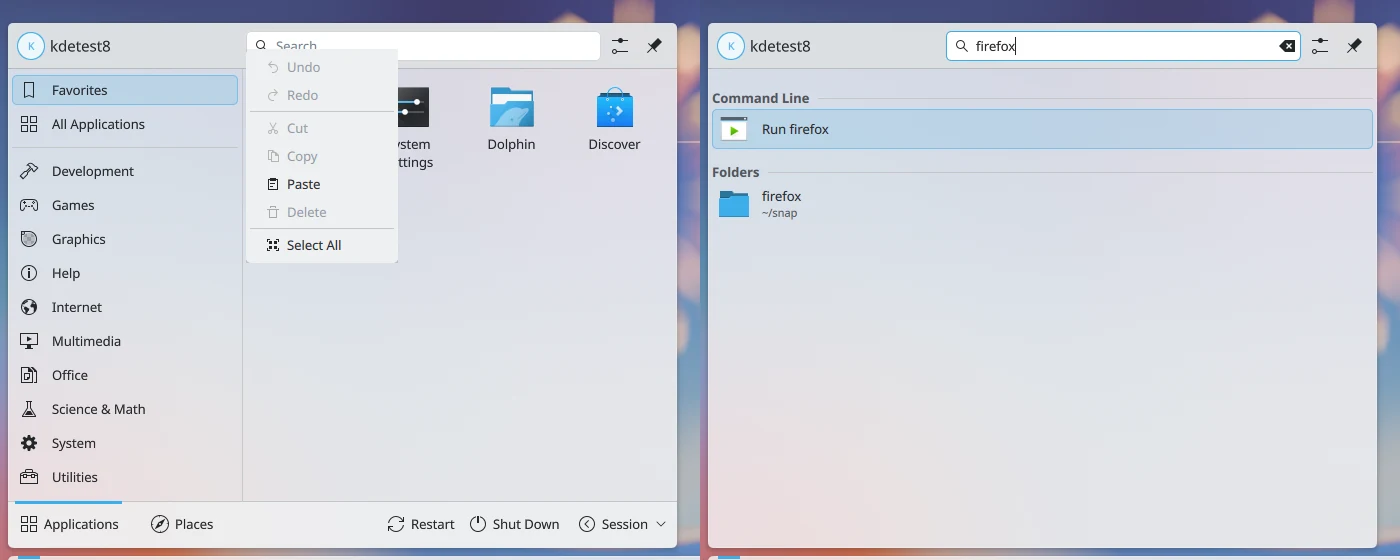 K kdetest8
Search
Undo
Redo
Cut
Copy
Paste
Delete
Select All
Favorites
All Applications
Development
Games
Graphics
Help
Internet
Multimedia
Office
Science & Math
System
Utilities
ystem
ttings
Dolphin
Discover
Applications
Places
Restart
Shut Down
Session
K kdetest8
firefox
Command Line
Run firefox
Folders
firefox
~/snap